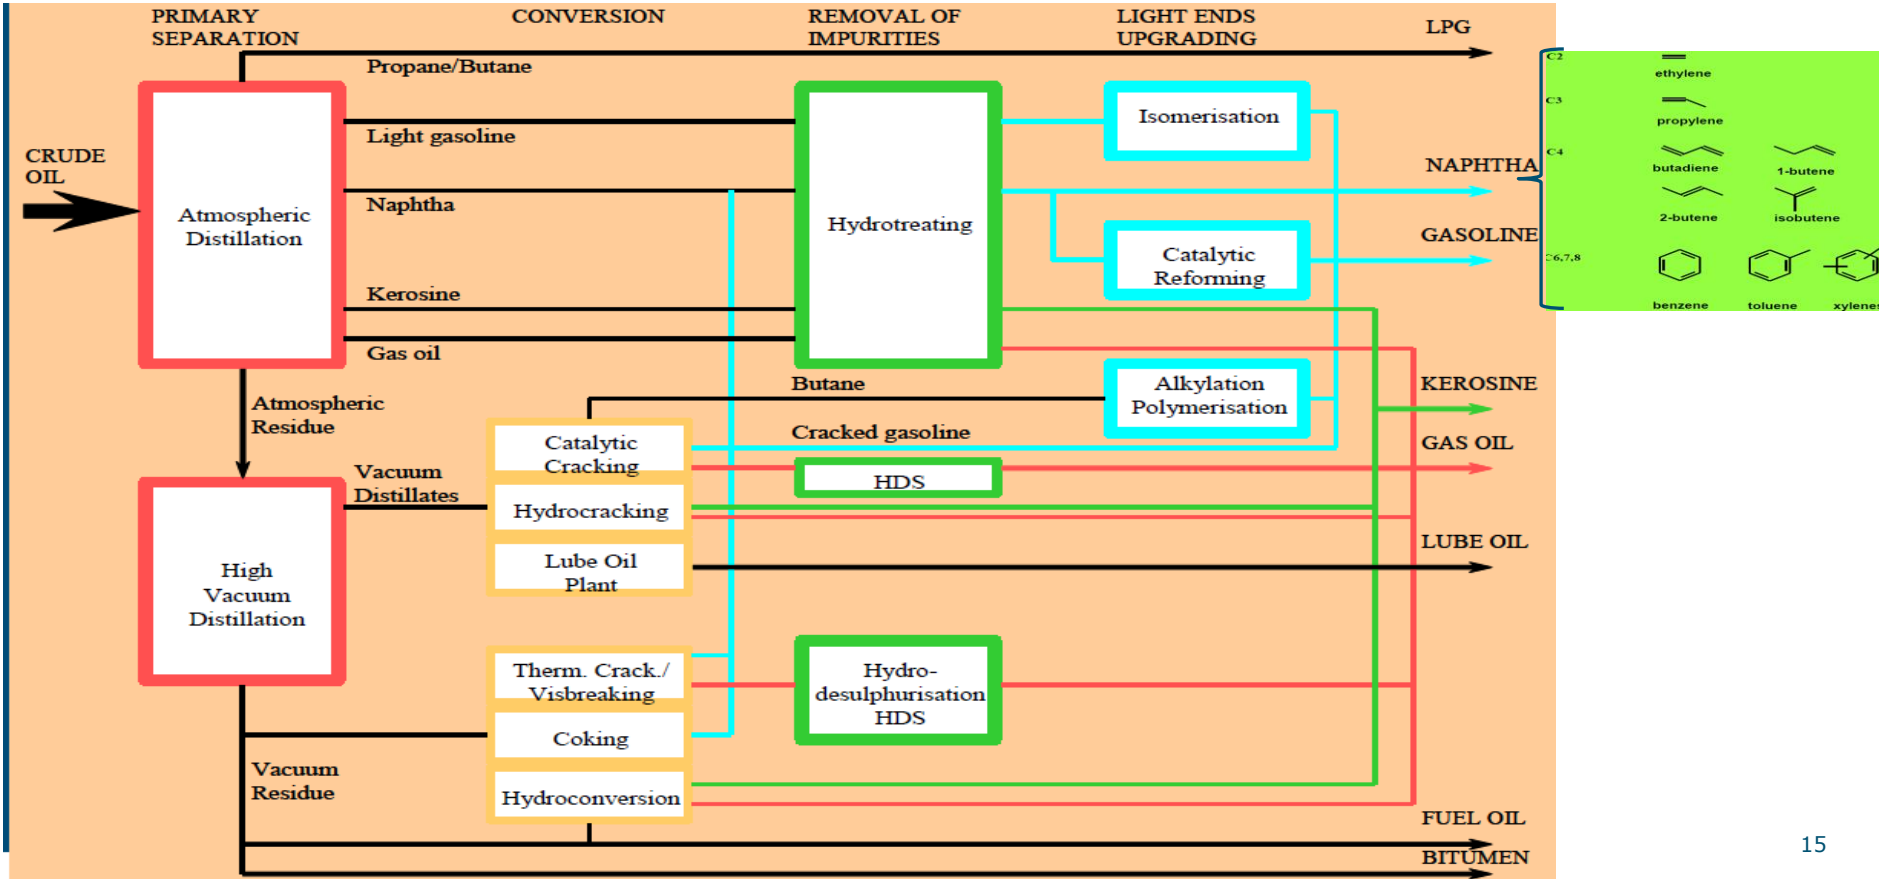 PRIMARY
SEPARATION
CONVERSION
REMOVAL OF
IMPURITIES
LIGHT ENDS
UPGRADING
LPG
Propane/Butane
Light gasoline
Naphtha
Kerosine
Gas oil
CRUDE
OIL
Atmospheric
Distillation
Hydrotreating
Isomerisation
Catalytic
Reforming
NAPHTHA
GASOLINE
C2
ethylene
C3
propylene
C4
butadiene
1-butene
2-butene
isobutene
C6,7,8
benzene
toluene
xylenes
Atmospheric
Residue
Butane
Alkylation
Polymerisation
KEROSINE
Cracked gasoline
GAS OIL
Catalytic
Cracking
HDS
Vacuum
Distillates
Hydrocracking
Lube Oil
Plant
LUBE OIL
High
Vacuum
Distillation
Therm. Crack./
Visbreaking
Hydro-
desulphurisation
HDS
Coking
Vacuum
Residue
Hydroconversion
FUEL OIL
BITUMEN
15